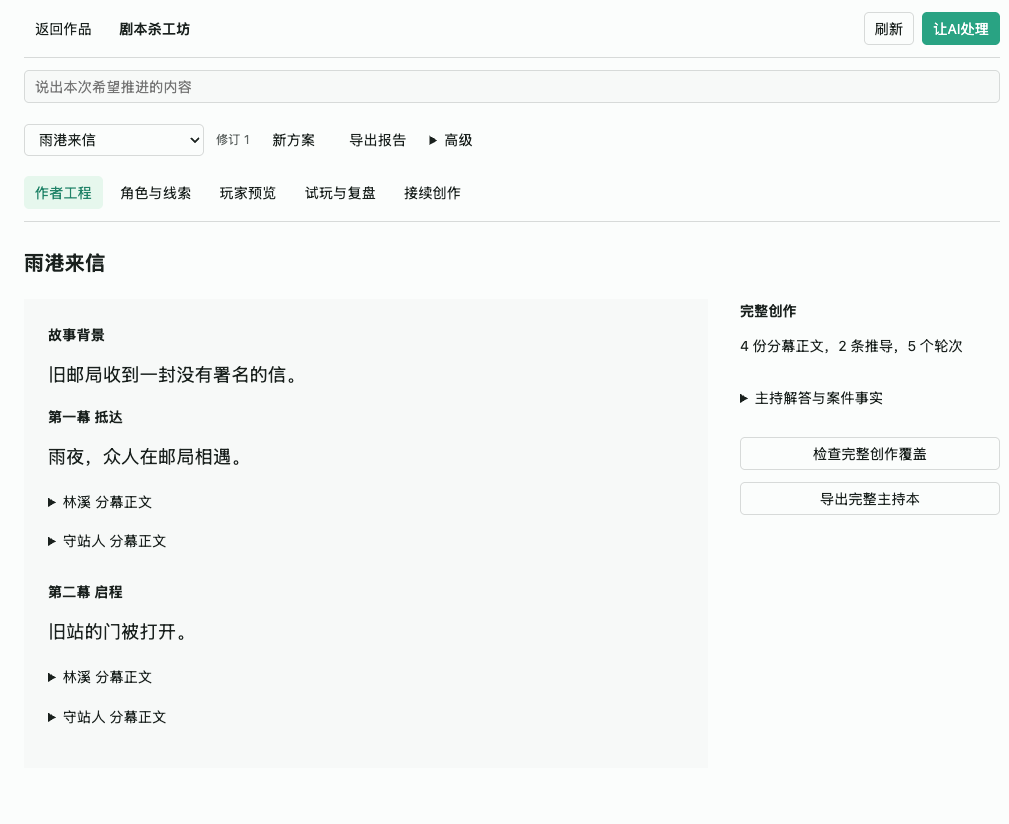 返回作品 剧本杀工坊 刷新 让AI处理
说出本次希望推进的内容
雨港来信 修订 1 新方案 导出报告 ▶ 高级
作者工程 角色与线索 玩家预览 试玩与复盘 接续创作
雨港来信
故事背景
旧邮局收到一封没有署名的信。
第一幕 抵达
雨夜，众人在邮局相遇。
▶ 林溪 分幕正文
▶ 守站人 分幕正文
第二幕 启程
旧站的门被打开。
▶ 林溪 分幕正文
▶ 守站人 分幕正文
完整创作
4 份分幕正文，2 条推导，5 个轮次
▶ 主持解答与案件事实
检查完整创作覆盖
导出完整主持本